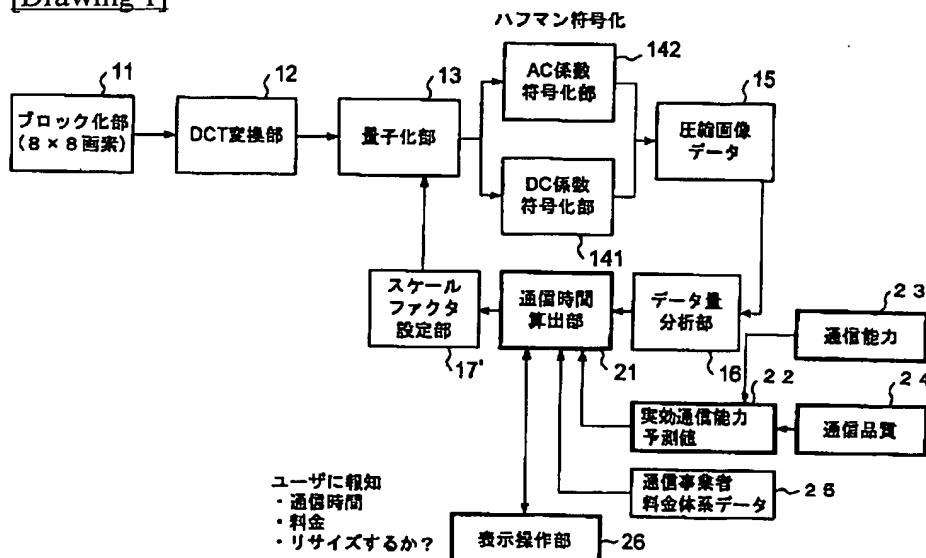 [Drawing 1]
ハフマン符号化
11
ブロック化部
(8×8画素)
12
DCT変換部
13
量子化部
142
AC係数
符号化部
DC係数
符号化部
141
15
圧縮画像
データ
スケール
ファクタ
設定部
17'
通信時間
算出部
21
データ量
分析部
16
23
通信能力
22
実効通信能力
予測値
24
通信品質
通信事業者
料金体系データ
25
ユーザに報知
・通信時間
・料金
・リサイズするか?
表示操作部
26